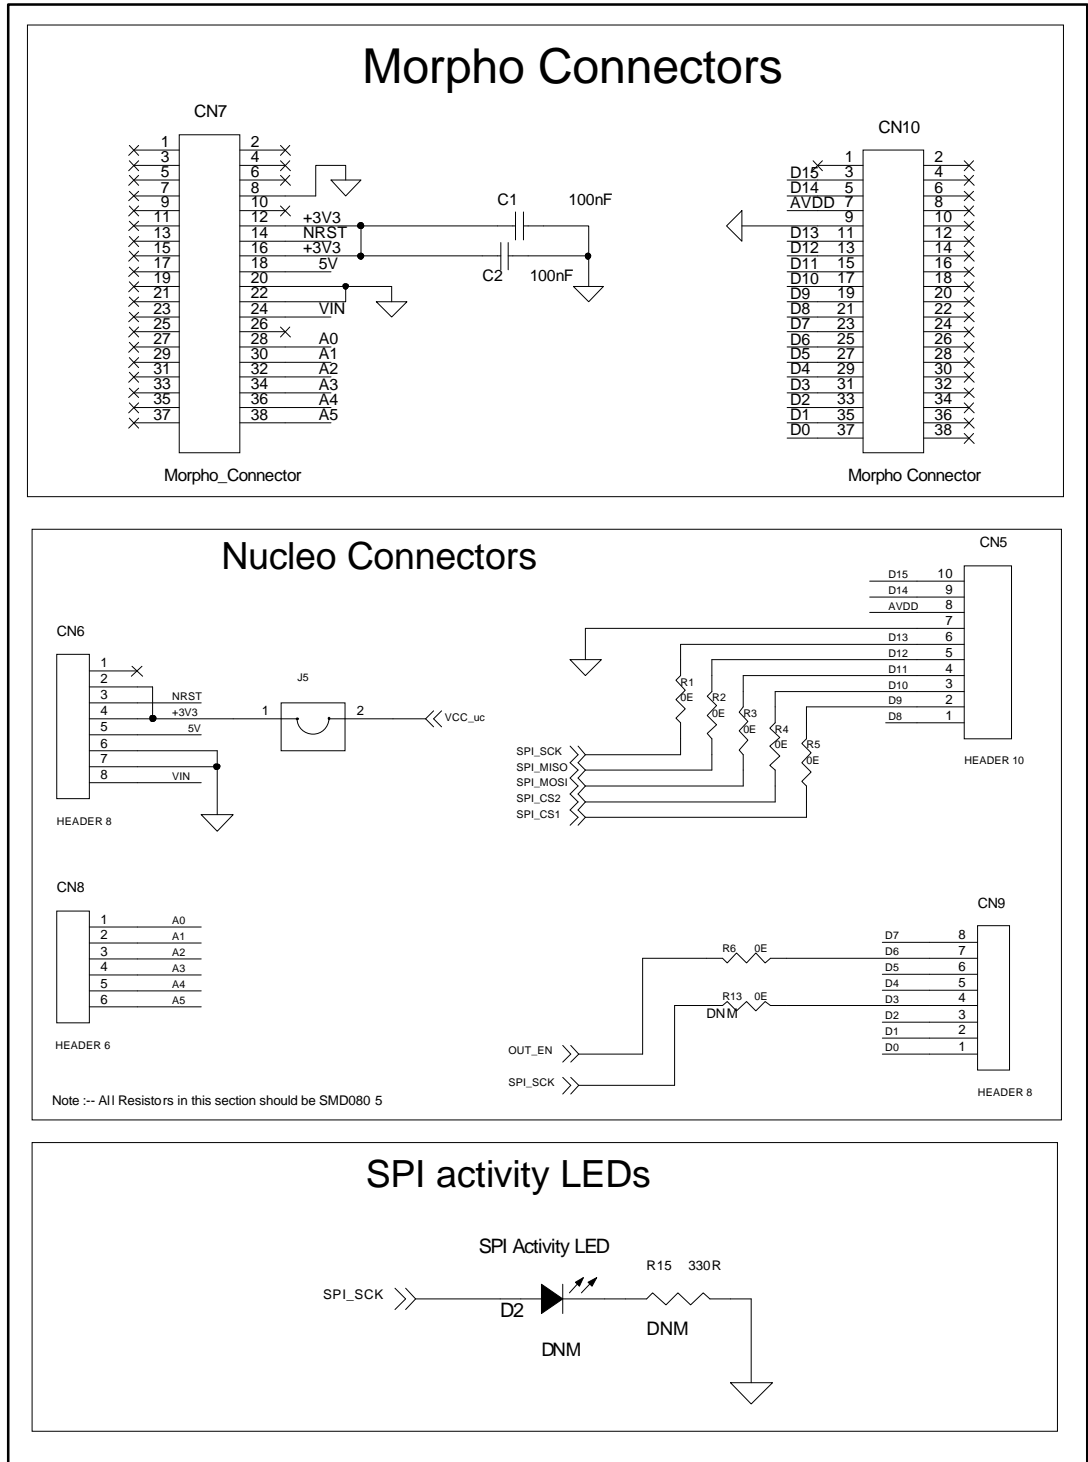 Morpho Connectors
CN7
1 2
3 4
5 6
7 8
9 10
11 12 +3V3
13 14 NRST
15 16 +3V3
17 18 5V
19 20
21 22
23 24 VIN
25 26
27 28 A0
29 30 A1
31 32 A2
33 34 A3
35 36 A4
37 38 A5
Morpho_Connector
C1 100nF
C2 100nF
CN10
1 2
D15 3 4
D14 5 6
AVDD 7 8
9 10
D13 11 12
D12 13 14
D11 15 16
D10 17 18
D9 19 20
D8 21 22
D7 23 24
D6 25 26
D5 27 28
D4 29 30
D3 31 32
D2 33 34
D1 35 36
D0 37 38
Morpho Connector
Nucleo Connectors
CN6
1
2
3 NRST
4 +3V3
5 5V
6
7
8 VIN
HEADER 8
J5
1 2
VCC_uc
CN5
D15 10
D14 9
AVDD 8
7
D13 6
D12 5
D11 4
D10 3
D9 2
D8 1
HEADER 10
R1 0E
R2 0E
R3 0E
R4 0E
R5 0E
SPI_SCK
SPI_MISO
SPI_MOSI
SPI_CS2
SPI_CS1
CN8
1 A0
2 A1
3 A2
4 A3
5 A4
6 A5
HEADER 6
CN9
D7 8
D6 7
D5 6
D4 5
D3 4
D2 3
D1 2
D0 1
HEADER 8
R6 0E
R13 0E
DNM
OUT_EN
SPI_SCK
Note :-- All Resistors in this section should be SMD080 5
SPI activity LEDs
SPI Activity LED
SPI_SCK
D2
DNM
R15 330R
DNM